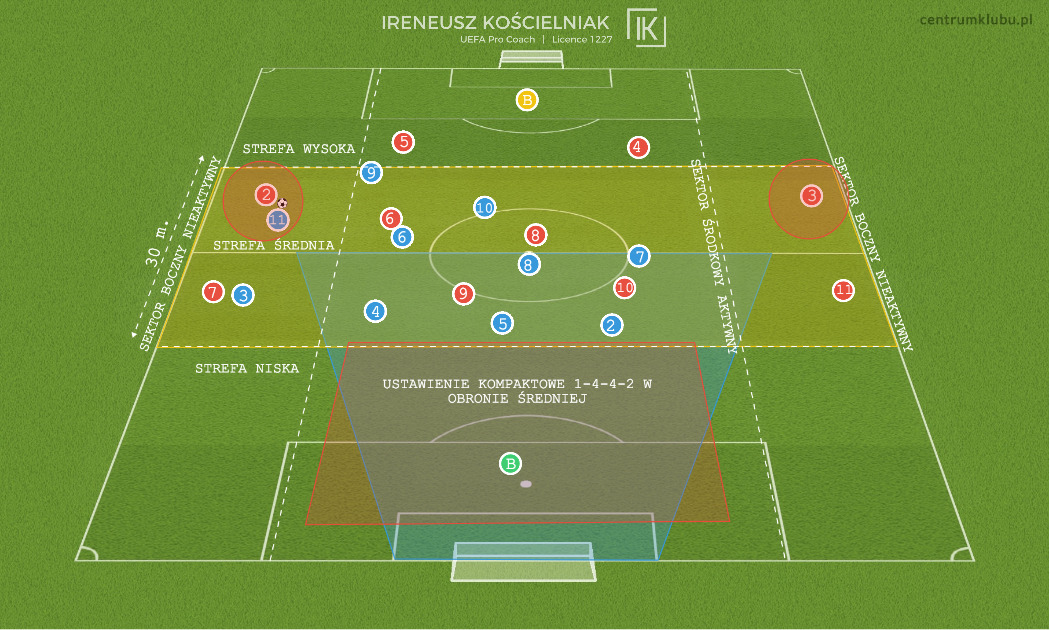 IRENEUSZ KOŚCIELNIAK
UEFA Pro Coach | Licence 1227
IK
centrumklubu.pl
B
5
4
STREFA WYSOKA
9
2
11
3
10
6
6
8
STREFA ŚREDNIA
8
7
30 m.
SEKTOR BOCZNY NIEAKTYWNY
SEKTOR ŚRODKOWY AKTYWNY
SEKTOR BOCZNY NIEAKTYWNY
7
3
9
10
11
4
5
2
STREFA NISKA
USTAWIENIE KOMPAKTOWE 1-4-4-2 W
OBRONIE ŚREDNIEJ
B